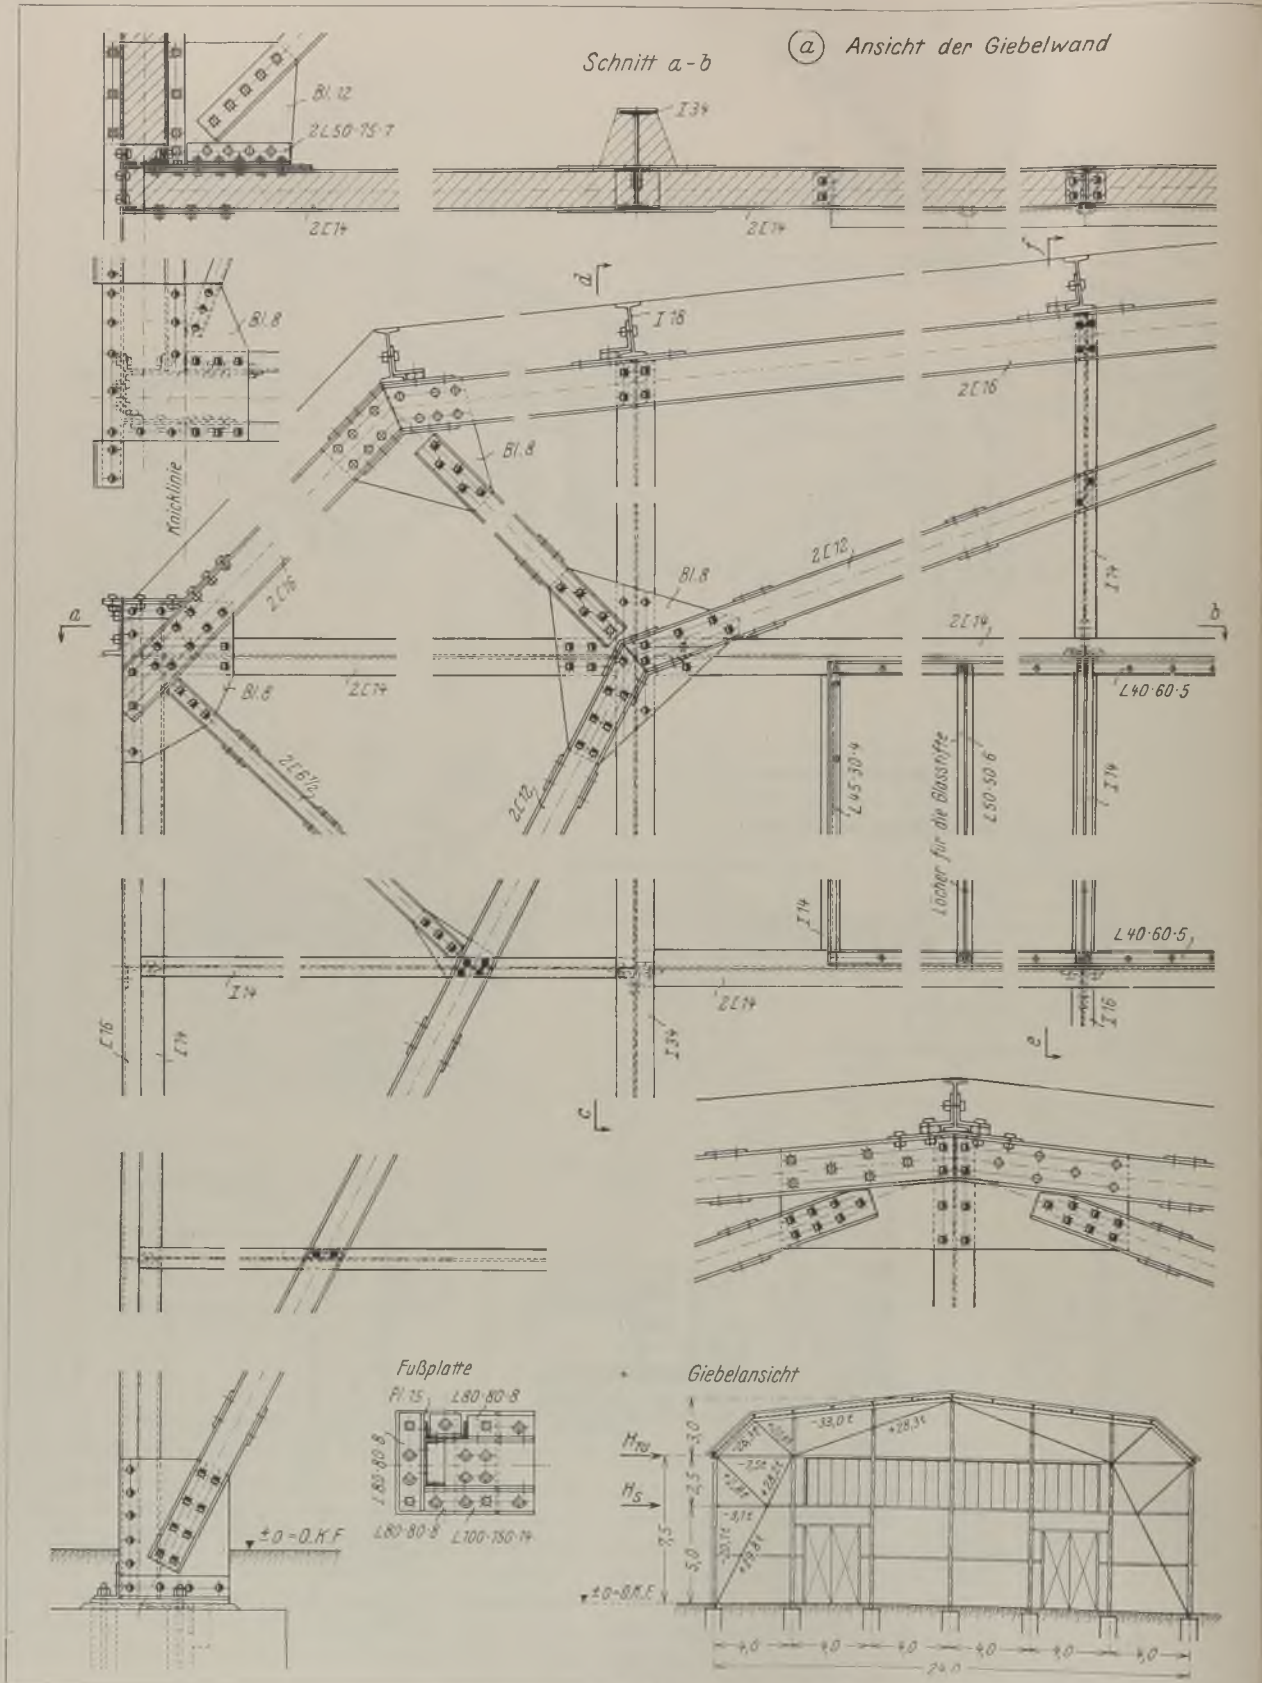 Schnitt a-b
(a) Ansicht der Giebelwand
Bl. 12
2L50·75·7
I34
2[14
2[14
d
f
Bl.8
I18
2[16
Bl.8
Knicklinie
2[16
2[12
Bl.8
I14
a
b
2[14
Bl.8
2[14
L40·60·5
2[6½
2[12
L45·30·4
Löcher für die Glasstifte
L50·50·6
I14
I14
L40·60·5
I14
2[14
[16
I14
I34
I16
e
c
Fußplatte
Pl.15
L80·80·8
L80·80·8
L80·80·8
L100·150·14
±0=O.K.F.
Giebelansicht
-33,0t
+28,3t
3,0
2,5
7,5
5,0
±0=O.K.F.
4,0 4,0 4,0 4,0 4,0 4,0
24,0